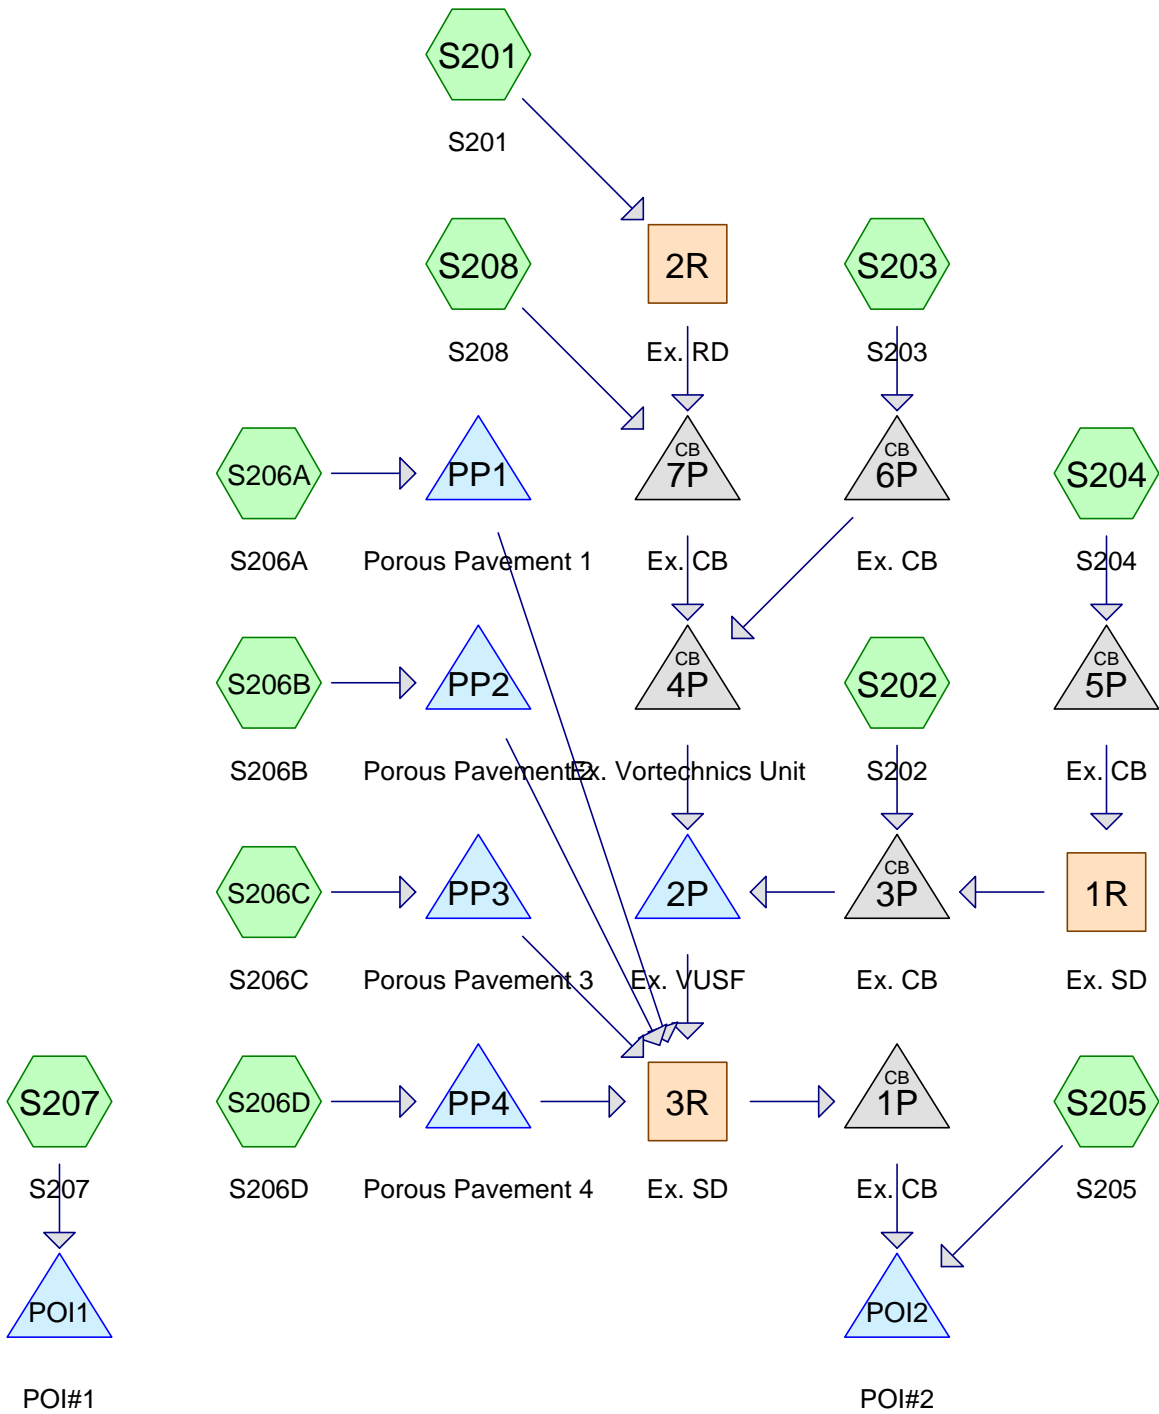 S201
S201
S208
2R
S203
S208
Ex. RD
S203
S206A
PP1
CB
7P
CB
6P
S204
S206A
Porous Pavement 1
Ex. CB
Ex. CB
S204
S206B
PP2
CB
4P
S202
CB
5P
S206B
Porous Pavement 2
Ex. Vortechnics Unit
S202
Ex. CB
S206C
PP3
2P
CB
3P
1R
S206C
Porous Pavement 3
Ex. VUSF
Ex. CB
Ex. SD
S207
S206D
PP4
3R
CB
1P
S205
S207
S206D
Porous Pavement 4
Ex. SD
Ex. CB
S205
POI1
POI2
POI#1
POI#2